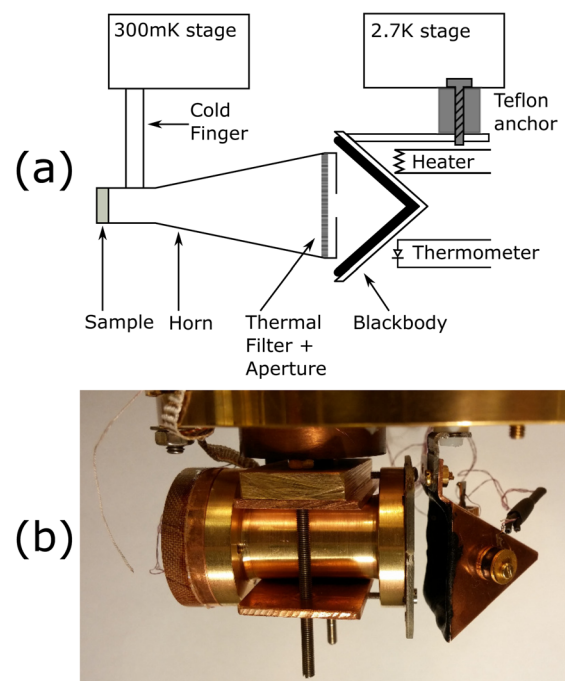 300mK stage
2.7K stage
Cold
Finger
Teflon
anchor
(a)
Heater
Thermometer
Sample
Horn
Thermal
Filter +
Aperture
Blackbody
(b)